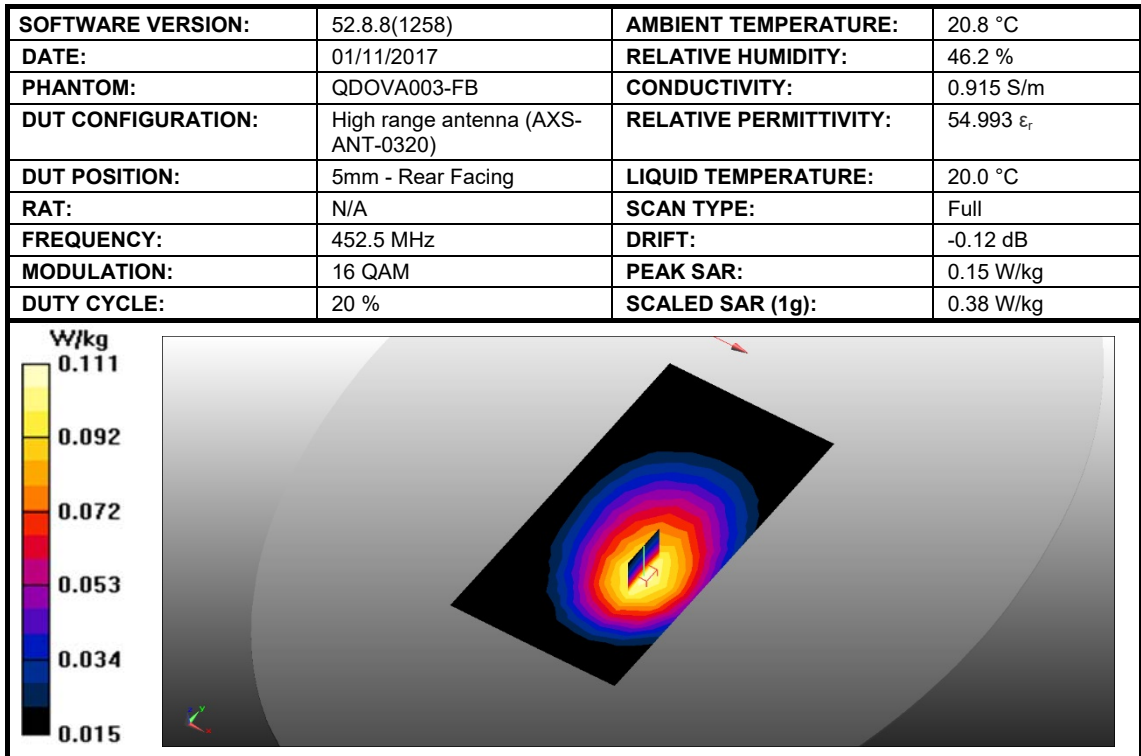 SOFTWARE VERSION: 52.8.8(1258) AMBIENT TEMPERATURE: 20.8 °C
DATE: 01/11/2017 RELATIVE HUMIDITY: 46.2 %
PHANTOM: QDOVA003-FB CONDUCTIVITY: 0.915 S/m
DUT CONFIGURATION: High range antenna (AXS- RELATIVE PERMITTIVITY: 54.993 εr
ANT-0320)
DUT POSITION: 5mm - Rear Facing LIQUID TEMPERATURE: 20.0 °C
RAT: N/A SCAN TYPE: Full
FREQUENCY: 452.5 MHz DRIFT: -0.12 dB
MODULATION: 16 QAM PEAK SAR: 0.15 W/kg
DUTY CYCLE: 20 % SCALED SAR (1g): 0.38 W/kg
W/kg
0.111
0.092
0.072
0.053
0.034
0.015
z y
x